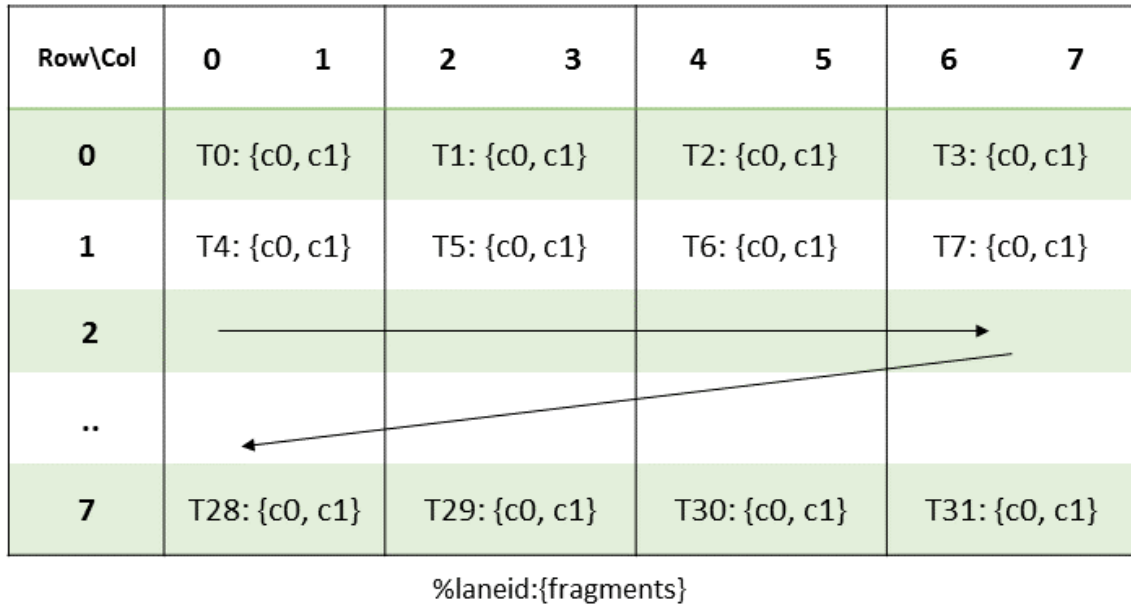 Row\Col 0 1 2 3 4 5 6 7
0 T0: {c0, c1} T1: {c0, c1} T2: {c0, c1} T3: {c0, c1}
1 T4: {c0, c1} T5: {c0, c1} T6: {c0, c1} T7: {c0, c1}
2
..
7 T28: {c0, c1} T29: {c0, c1} T30: {c0, c1} T31: {c0, c1}
%laneid:{fragments}